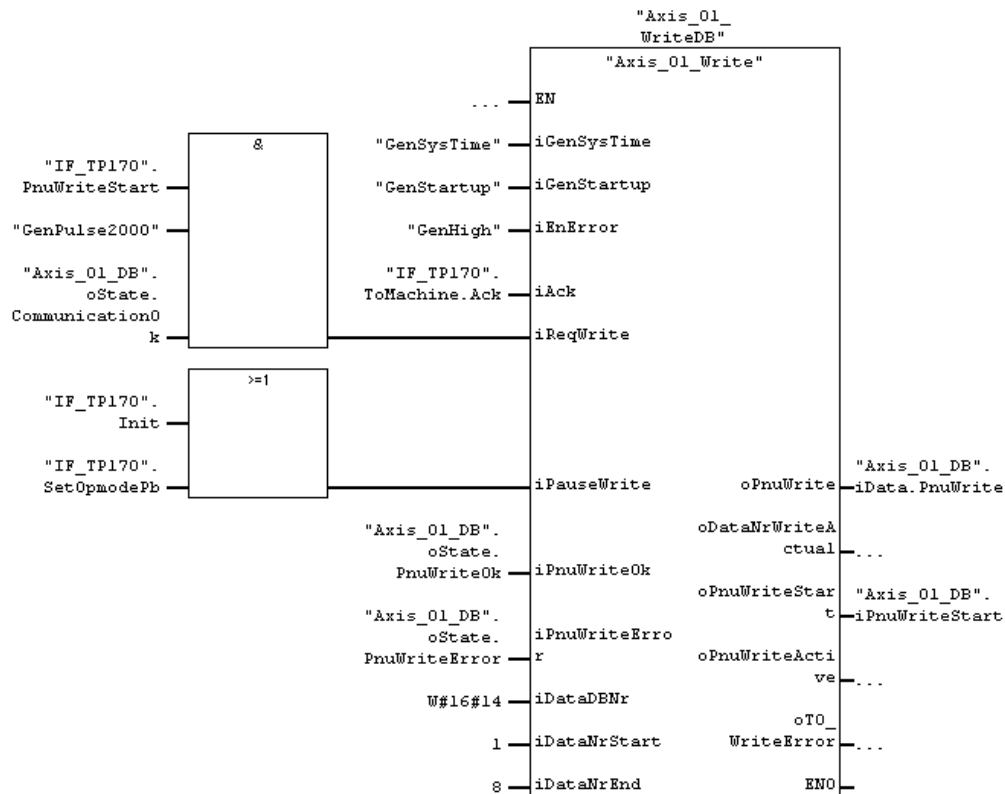 "Axis_01_
WriteDB"
"Axis_01_Write"
... EN
&
"GenSysTime" iGenSysTime
"IF_TP170".
PnuWriteStart
"GenStartup" iGenStartup
"GenPulse2000"
"GenHigh" iEnError
"Axis_01_DB".
oState.
CommunicationO
k
"IF_TP170".
ToMachine.Ack iAck
iReqWrite
>=1
"IF_TP170".
Init
"IF_TP170".
SetOpmodePb
iPauseWrite
oPnuWrite
"Axis_01_DB".
iData.PnuWrite
"Axis_01_DB".
oState.
PnuWriteOk iPnuWriteOk
oDataNrWriteA
ctual ...
oPnuWriteStar
t
"Axis_01_DB".
iPnuWriteStart
"Axis_01_DB".
oState.
PnuWriteError
iPnuWriteErro
r
oPnuWriteActi
ve ...
W#16#14 iDataDBNr
oTO_
WriteError ...
1 iDataNrStart
8 iDataNrEnd
ENO